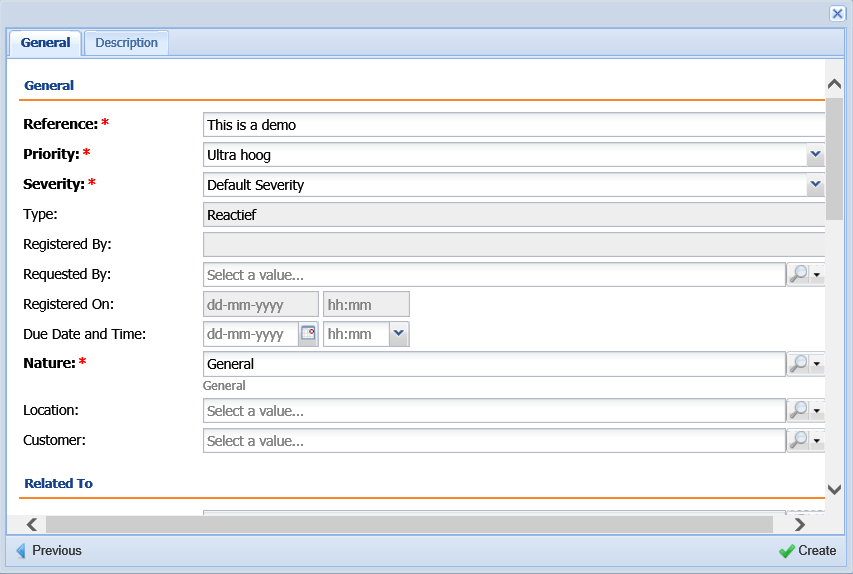 General Description
General
Reference: * This is a demo
Priority: * Ultra hoog
Severity: * Default Severity
Type: Reactief
Registered By:
Requested By: Select a value...
Registered On: dd-mm-yyyy hh:mm
Due Date and Time: dd-mm-yyyy hh:mm
Nature: * General
General
Location: Select a value...
Customer: Select a value...
Related To
Previous Create